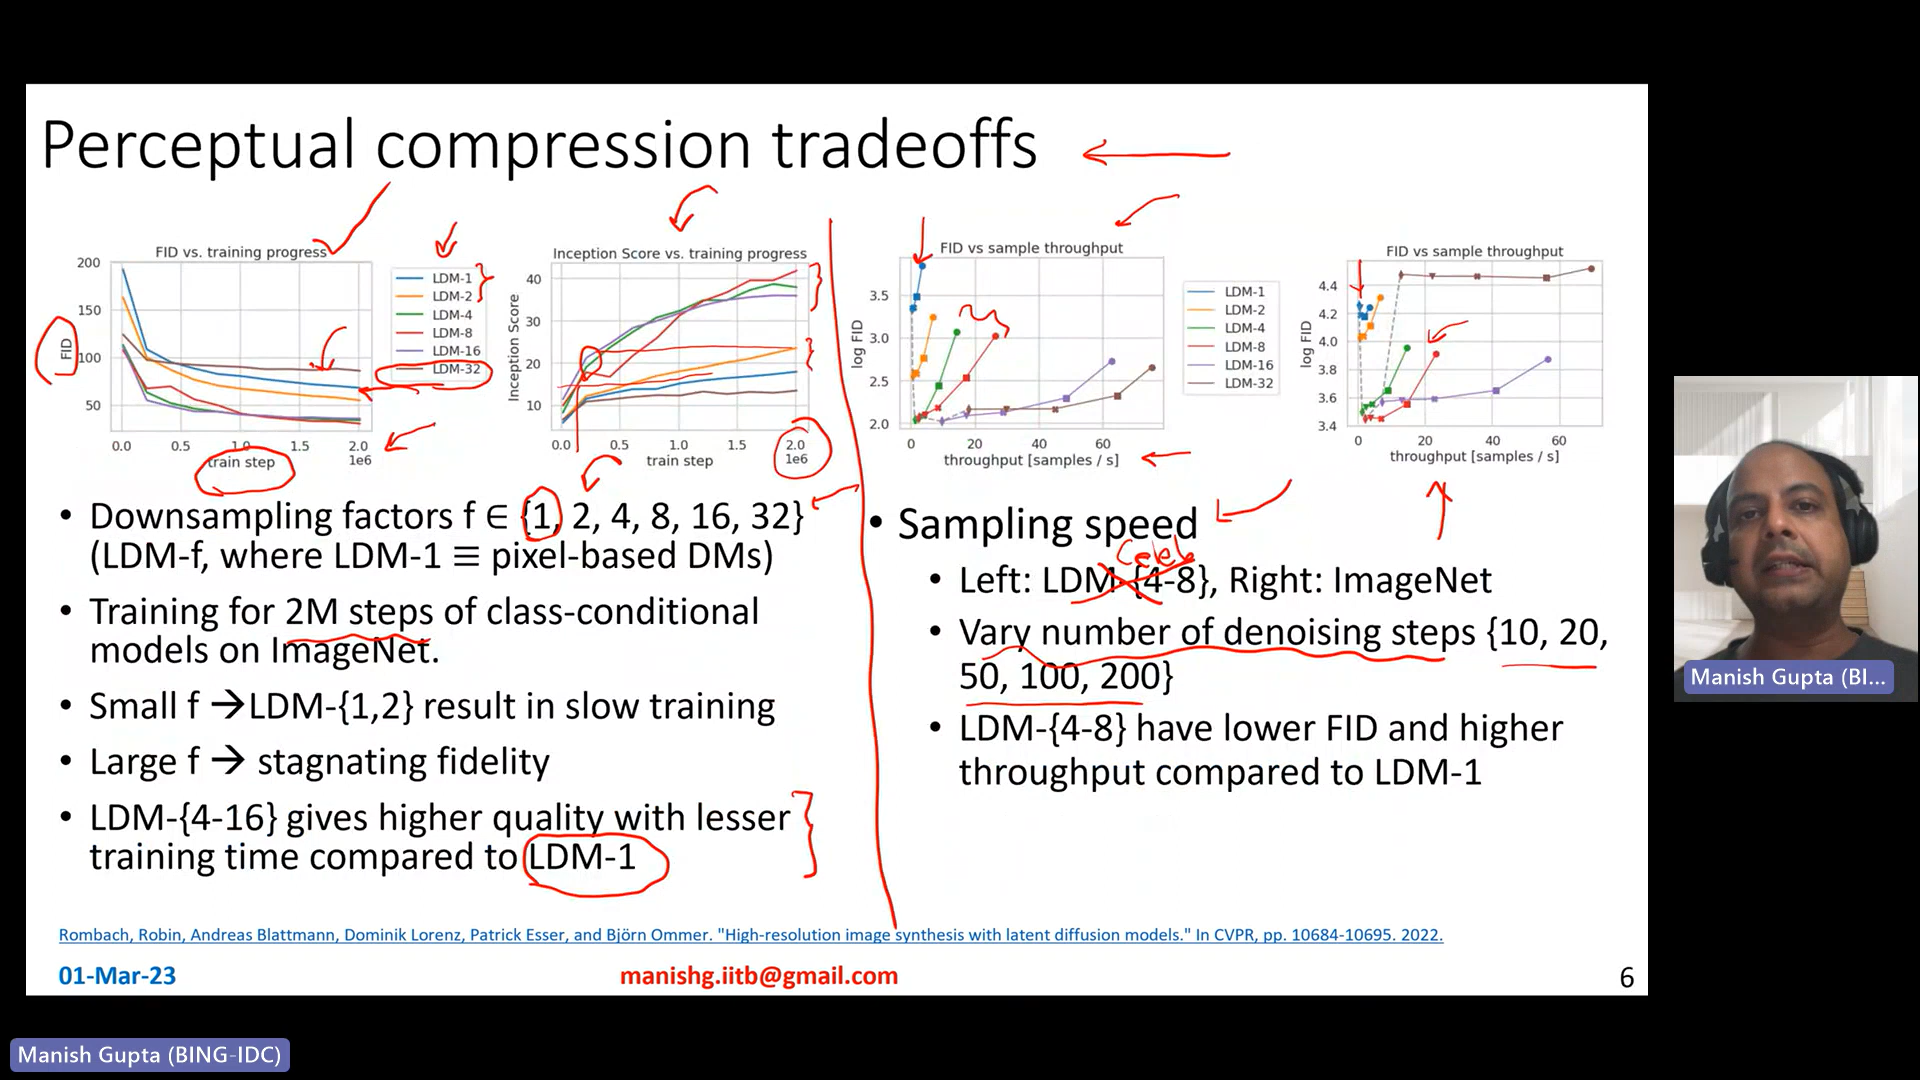 Perceptual compression tradeoffs
FID vs. training progress
200
150
100
50
FID
0.0 0.5 1.0 1.5 2.0
1e6
train step
LDM-1
LDM-2
LDM-4
LDM-8
LDM-16
LDM-32
Inception Score vs. training progress
40
30
20
10
Inception Score
0.0 0.5 1.0 1.5 2.0
1e6
train step
FID vs sample throughput
3.5
3.0
2.5
2.0
log FID
0 20 40 60
throughput [samples / s]
LDM-1
LDM-2
LDM-4
LDM-8
LDM-16
LDM-32
FID vs sample throughput
4.4
4.2
4.0
3.8
3.6
3.4
log FID
0 20 40 60
throughput [samples / s]
• Downsampling factors f ∈ {1, 2, 4, 8, 16, 32}
(LDM-f, where LDM-1 ≡ pixel-based DMs)
• Training for 2M steps of class-conditional
models on ImageNet.
• Small f →LDM-{1,2} result in slow training
• Large f → stagnating fidelity
• LDM-{4-16} gives higher quality with lesser
training time compared to LDM-1
• Sampling speed
Celeb
• Left: LDM-{4-8}, Right: ImageNet
• Vary number of denoising steps {10, 20,
50, 100, 200}
• LDM-{4-8} have lower FID and higher
throughput compared to LDM-1
Rombach, Robin, Andreas Blattmann, Dominik Lorenz, Patrick Esser, and Björn Ommer. "High-resolution image synthesis with latent diffusion models." In CVPR, pp. 10684-10695. 2022.
01-Mar-23
manishg.iitb@gmail.com
6
Manish Gupta (BI...
Manish Gupta (BING-IDC)